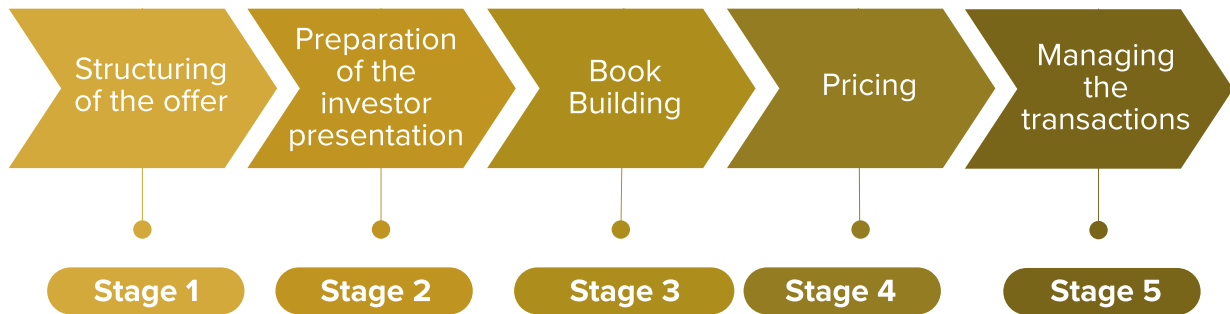 Structuring
of the offer
Preparation
of the
investor
presentation
Book
Building
Pricing
Managing
the
transactions
Stage 1
Stage 2
Stage 3
Stage 4
Stage 5